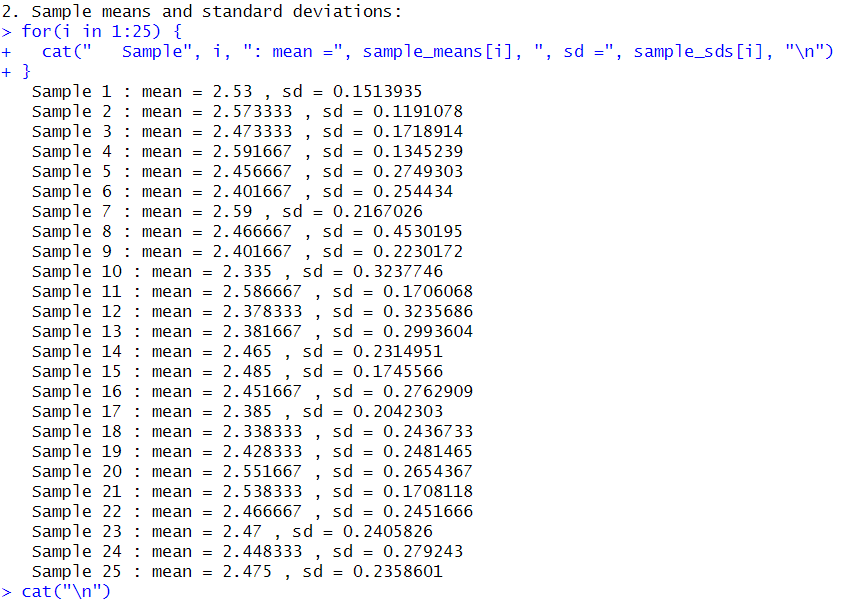 2. Sample means and standard deviations:
> for(i in 1:25) {
+   cat("   Sample", i, ": mean =", sample_means[i], ", sd =", sample_sds[i], "\n")
+ }
   Sample 1 : mean = 2.53 , sd = 0.1513935
   Sample 2 : mean = 2.573333 , sd = 0.1191078
   Sample 3 : mean = 2.473333 , sd = 0.1718914
   Sample 4 : mean = 2.591667 , sd = 0.1345239
   Sample 5 : mean = 2.456667 , sd = 0.2749303
   Sample 6 : mean = 2.401667 , sd = 0.254434
   Sample 7 : mean = 2.59 , sd = 0.2167026
   Sample 8 : mean = 2.466667 , sd = 0.4530195
   Sample 9 : mean = 2.401667 , sd = 0.2230172
   Sample 10 : mean = 2.335 , sd = 0.3237746
   Sample 11 : mean = 2.586667 , sd = 0.1706068
   Sample 12 : mean = 2.378333 , sd = 0.3235686
   Sample 13 : mean = 2.381667 , sd = 0.2993604
   Sample 14 : mean = 2.465 , sd = 0.2314951
   Sample 15 : mean = 2.485 , sd = 0.1745566
   Sample 16 : mean = 2.451667 , sd = 0.2762909
   Sample 17 : mean = 2.385 , sd = 0.2042303
   Sample 18 : mean = 2.338333 , sd = 0.2436733
   Sample 19 : mean = 2.428333 , sd = 0.2481465
   Sample 20 : mean = 2.551667 , sd = 0.2654367
   Sample 21 : mean = 2.538333 , sd = 0.1708118
   Sample 22 : mean = 2.466667 , sd = 0.2451666
   Sample 23 : mean = 2.47 , sd = 0.2405826
   Sample 24 : mean = 2.448333 , sd = 0.279243
   Sample 25 : mean = 2.475 , sd = 0.2358601
> cat("\n")